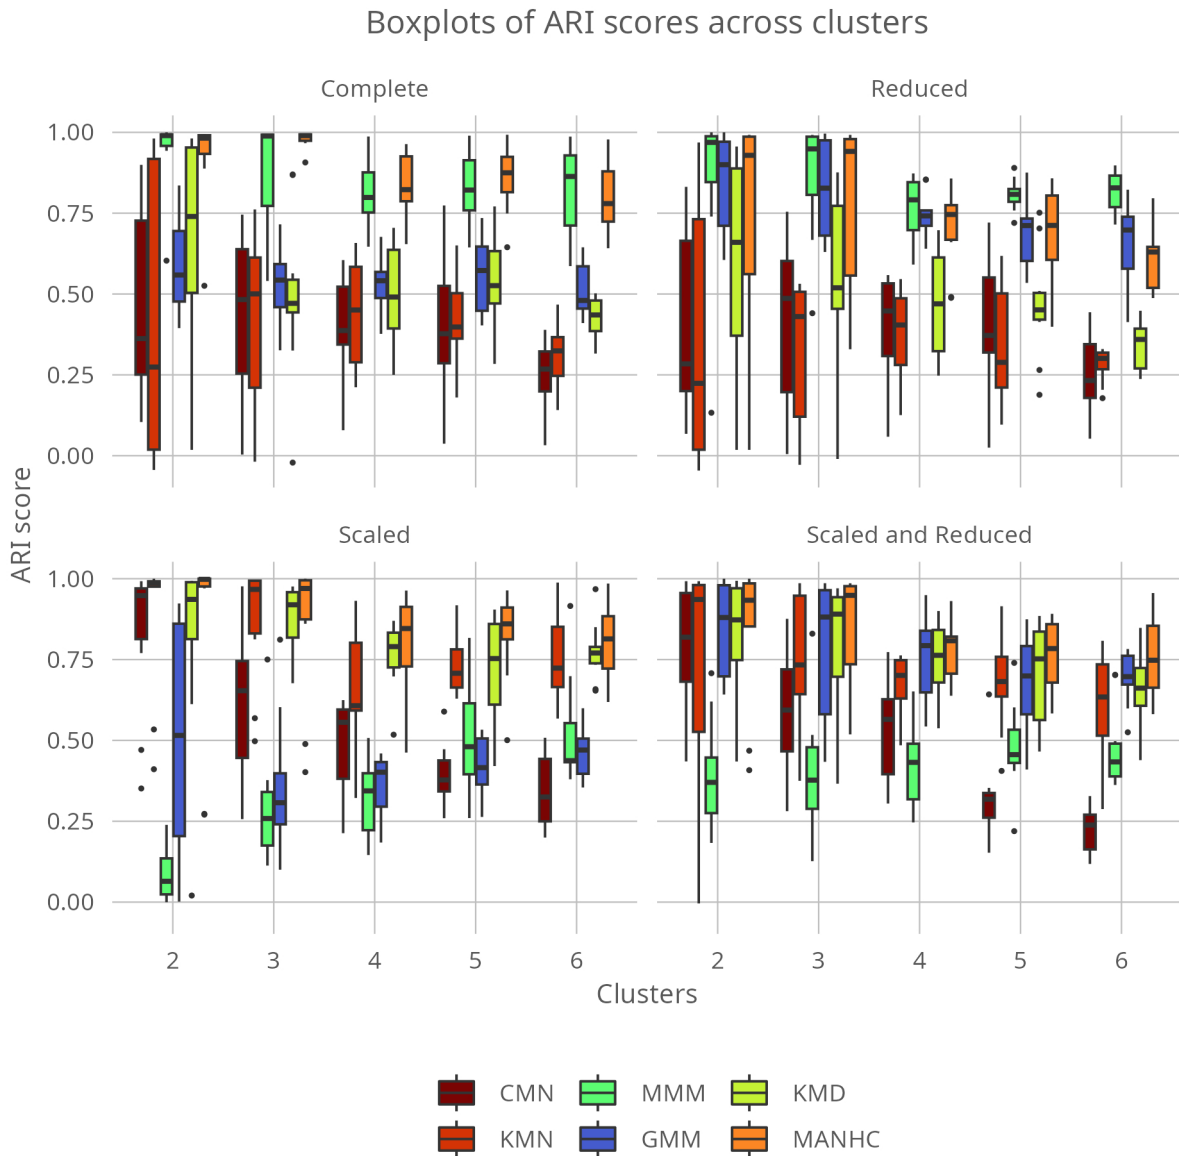 Boxplots of ARI scores across clusters
Complete
Reduced
1.00
0.75
0.50
0.25
0.00
ARI score
Scaled
Scaled and Reduced
1.00
0.75
0.50
0.25
0.00
2 3 4 5 6
2 3 4 5 6
Clusters
CMN MMM KMD
KMN GMM MANHC